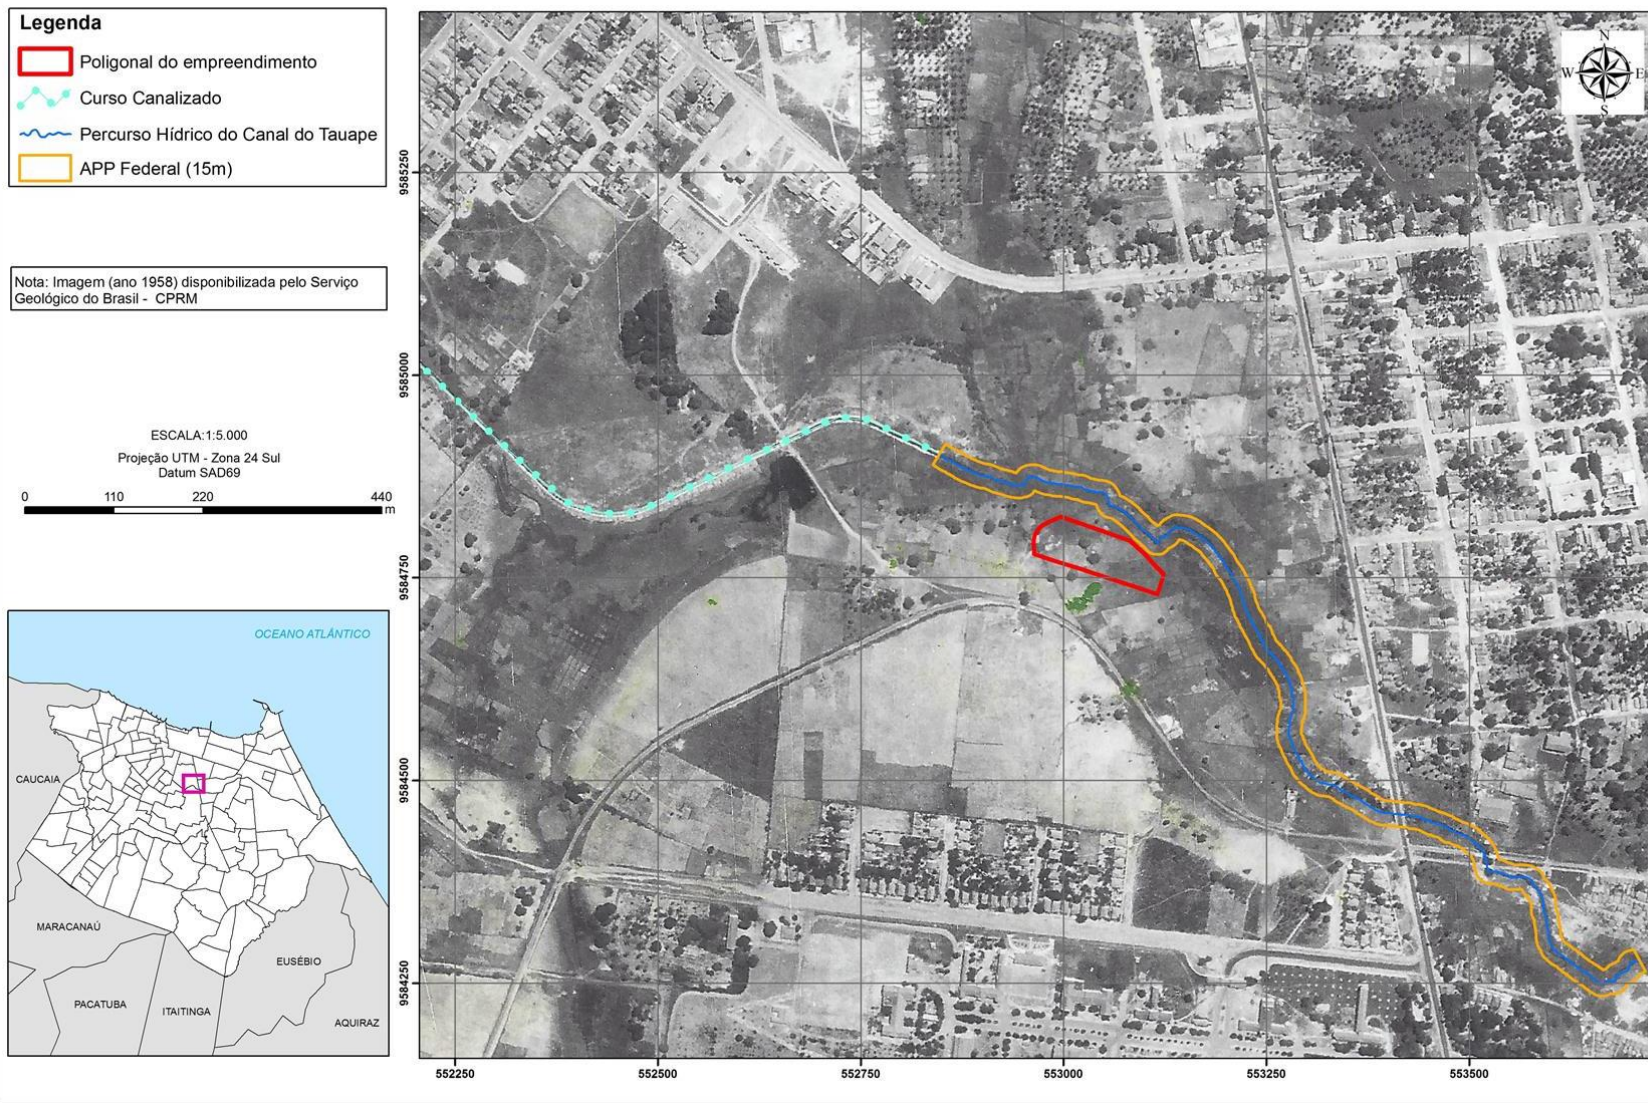 Legenda
Poligonal do empreendimento
Curso Canalizado
Percurso Hídrico do Canal do Tauape
APP Federal (15m)
Nota: Imagem (ano 1958) disponibilizada pelo Serviço
Geológico do Brasil - CPRM
ESCALA:1:5.000
Projeção UTM - Zona 24 Sul
Datum SAD69
0 110 220 440
m
OCEANO ATLÂNTICO
CAUCAIA
MARACANAÚ
PACATUBA
ITAITINGA
EUSÉBIO
AQUIRAZ
N
W E
S
9585250
9585000
9584750
9584500
9584250
552250 552500 552750 553000 553250 553500